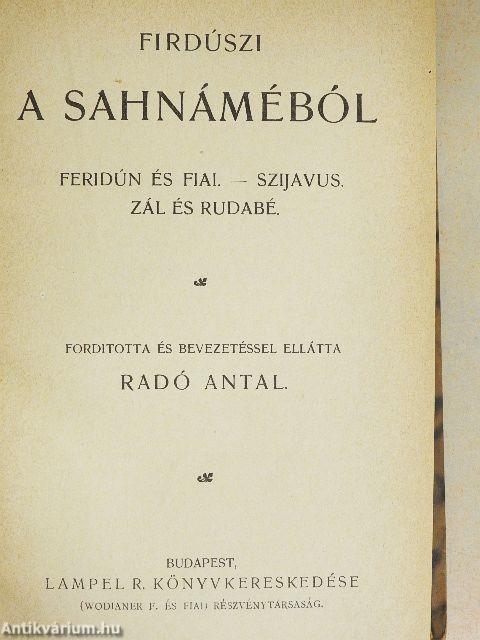 FIRDÚSZI
A SAHNÁMÉBÓL
FERIDÚN ÉS FIAI. — SZIJAVUS.
ZÁL ÉS RUDABÉ.
FORDITOTTA ÉS BEVEZETÉSSEL ELLÁTTA
RADÓ ANTAL.
BUDAPEST,
LAMPEL R. KÖNYVKERESKEDÉSE
(WODIANER F. ÉS FIAI) RÉSZVÉNYTÁRSASÁG.
Antikvárium.hu